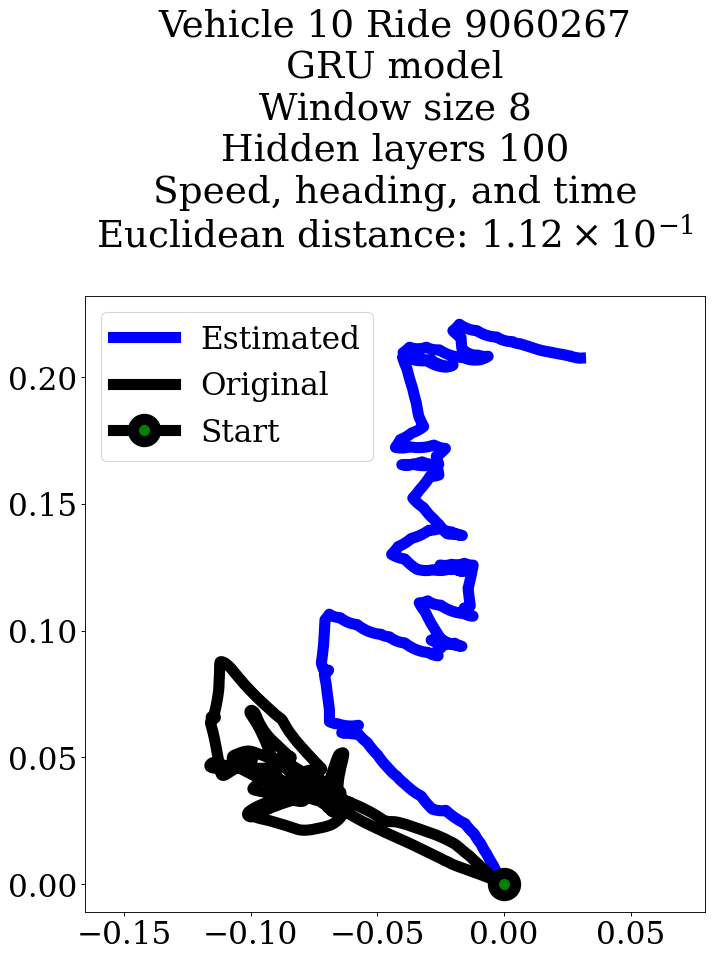 Vehicle 10 Ride 9060267
GRU model
Window size 8
Hidden layers 100
Speed, heading, and time
Euclidean distance: 1.12 × 10⁻¹
Estimated
Original
Start
0.20
0.15
0.10
0.05
0.00
−0.15 −0.10 −0.05 0.00 0.05